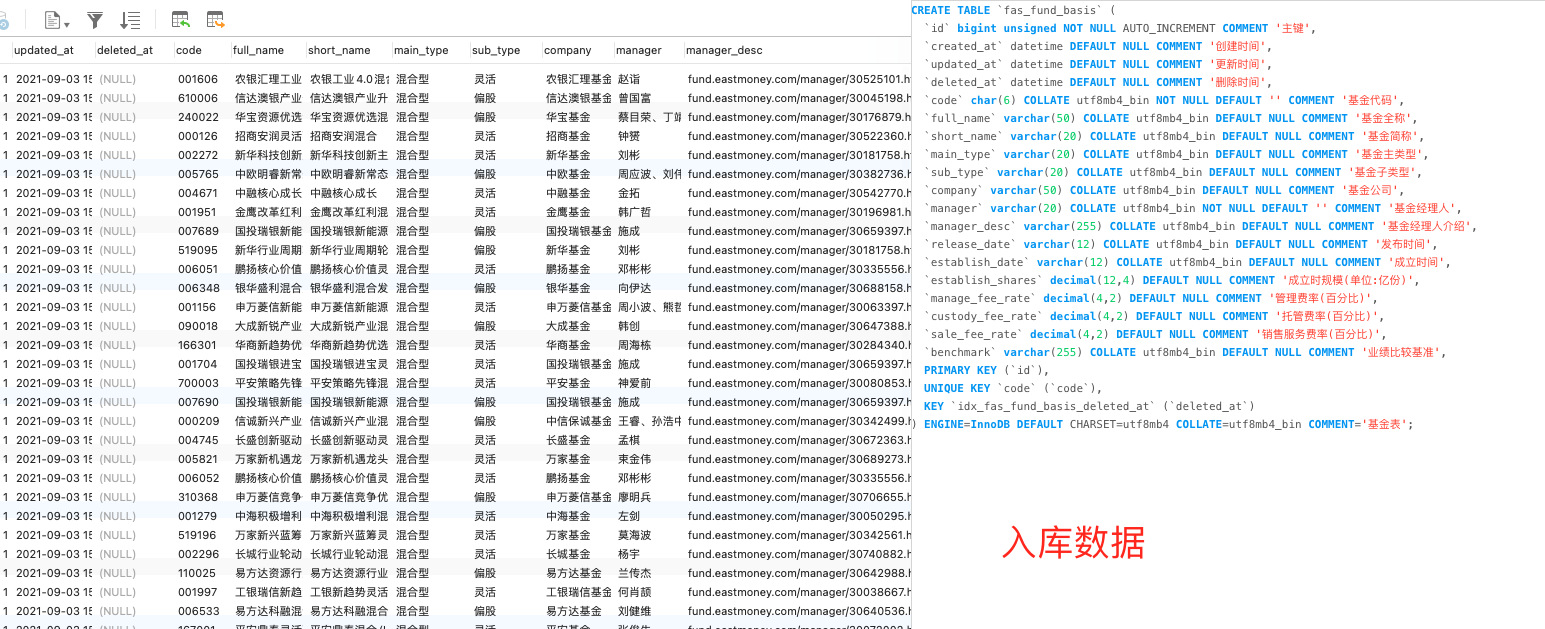 updated_at deleted_at code full_name short_name main_type sub_type company manager manager_desc
1 2021-09-03 15 (NULL) 001606 农银汇理工业 农银工业4.0混 混合型 灵活 农银汇理基金 赵诣 fund.eastmoney.com/manager/30525101.h
1 2021-09-03 15 (NULL) 610006 信达澳银产业 信达澳银产业升 混合型 偏股 信达澳银基金 曾国富 fund.eastmoney.com/manager/30045198.h
1 2021-09-03 15 (NULL) 240022 华宝资源优选 华宝资源优选混 混合型 偏股 华宝基金 蔡目荣、丁 fund.eastmoney.com/manager/30176879.h
1 2021-09-03 15 (NULL) 000126 招商安润灵活 招商安润混合 混合型 灵活 招商基金 钟赟 fund.eastmoney.com/manager/30522360.h
1 2021-09-03 15 (NULL) 002272 新华科技创新 新华科技创新主 混合型 灵活 新华基金 刘彬 fund.eastmoney.com/manager/30181758.h
1 2021-09-03 15 (NULL) 005765 中欧明睿新常 中欧明睿新常态 混合型 偏股 中欧基金 周应波、刘伟 fund.eastmoney.com/manager/30382736.h
1 2021-09-03 15 (NULL) 004671 中融核心成长 中融核心成长 混合型 灵活 中融基金 金拓 fund.eastmoney.com/manager/30542770.h
1 2021-09-03 15 (NULL) 001951 金鹰改革红利 金鹰改革红利混 混合型 灵活 金鹰基金 韩广哲 fund.eastmoney.com/manager/30196981.h
1 2021-09-03 15 (NULL) 007689 国投瑞银新能 国投瑞银新能源 混合型 偏股 国投瑞银基金 施成 fund.eastmoney.com/manager/30659397.h
1 2021-09-03 15 (NULL) 519095 新华行业周期 新华行业周期轮 混合型 偏股 新华基金 刘彬 fund.eastmoney.com/manager/30181758.h
1 2021-09-03 15 (NULL) 006051 鹏扬核心价值 鹏扬核心价值灵 混合型 灵活 鹏扬基金 邓彬彬 fund.eastmoney.com/manager/30335556.h
1 2021-09-03 15 (NULL) 006348 银华盛利混合 银华盛利混合发 混合型 偏股 银华基金 向伊达 fund.eastmoney.com/manager/30688158.h
1 2021-09-03 15 (NULL) 001156 申万菱信新能 申万菱信新能源 混合型 灵活 申万菱信基金 周小波、熊哲 fund.eastmoney.com/manager/30063397.h
1 2021-09-03 15 (NULL) 090018 大成新锐产业 大成新锐产业混 混合型 偏股 大成基金 韩创 fund.eastmoney.com/manager/30647388.h
1 2021-09-03 15 (NULL) 166301 华商新趋势优 华商新趋势优选 混合型 灵活 华商基金 周海栋 fund.eastmoney.com/manager/30284340.h
1 2021-09-03 15 (NULL) 001704 国投瑞银进宝 国投瑞银进宝灵 混合型 灵活 国投瑞银基金 施成 fund.eastmoney.com/manager/30659397.h
1 2021-09-03 15 (NULL) 700003 平安策略先锋 平安策略先锋混 混合型 灵活 平安基金 神爱前 fund.eastmoney.com/manager/30080853.h
1 2021-09-03 15 (NULL) 007690 国投瑞银新能 国投瑞银新能源 混合型 偏股 国投瑞银基金 施成 fund.eastmoney.com/manager/30659397.h
1 2021-09-03 15 (NULL) 000209 信诚新兴产业 信诚新兴产业混 混合型 偏股 中信保诚基金 王睿、孙浩中 fund.eastmoney.com/manager/30342499.h
1 2021-09-03 15 (NULL) 004745 长盛创新驱动 长盛创新驱动灵 混合型 灵活 长盛基金 孟棋 fund.eastmoney.com/manager/30672363.h
1 2021-09-03 15 (NULL) 005821 万家新机遇龙 万家新机遇龙头 混合型 灵活 万家基金 束金伟 fund.eastmoney.com/manager/30689273.h
1 2021-09-03 15 (NULL) 006052 鹏扬核心价值 鹏扬核心价值灵 混合型 灵活 鹏扬基金 邓彬彬 fund.eastmoney.com/manager/30335556.h
1 2021-09-03 15 (NULL) 310368 申万菱信竞争 申万菱信竞争优 混合型 偏股 申万菱信基金 廖明兵 fund.eastmoney.com/manager/30706655.h
1 2021-09-03 15 (NULL) 001279 中海积极增利 中海积极增利混 混合型 灵活 中海基金 左剑 fund.eastmoney.com/manager/30050295.h
1 2021-09-03 15 (NULL) 519196 万家新兴蓝筹 万家新兴蓝筹灵 混合型 灵活 万家基金 莫海波 fund.eastmoney.com/manager/30342561.h
1 2021-09-03 15 (NULL) 002296 长城行业轮动 长城行业轮动混 混合型 灵活 长城基金 杨宇 fund.eastmoney.com/manager/30740882.h
1 2021-09-03 15 (NULL) 110025 易方达资源行 易方达资源行业 混合型 偏股 易方达基金 兰传杰 fund.eastmoney.com/manager/30642988.h
1 2021-09-03 15 (NULL) 001997 工银瑞信新趋 工银新趋势灵活 混合型 灵活 工银瑞信基金 何肖颉 fund.eastmoney.com/manager/30038667.h
1 2021-09-03 15 (NULL) 006533 易方达科融混 易方达科融混合 混合型 偏股 易方达基金 刘健维 fund.eastmoney.com/manager/30640536.h
CREATE TABLE `fas_fund_basis` (
`id` bigint unsigned NOT NULL AUTO_INCREMENT COMMENT '主键',
`created_at` datetime DEFAULT NULL COMMENT '创建时间',
`updated_at` datetime DEFAULT NULL COMMENT '更新时间',
`deleted_at` datetime DEFAULT NULL COMMENT '删除时间',
`code` char(6) COLLATE utf8mb4_bin NOT NULL DEFAULT '' COMMENT '基金代码',
`full_name` varchar(50) COLLATE utf8mb4_bin DEFAULT NULL COMMENT '基金全称',
`short_name` varchar(20) COLLATE utf8mb4_bin DEFAULT NULL COMMENT '基金简称',
`main_type` varchar(20) COLLATE utf8mb4_bin DEFAULT NULL COMMENT '基金主类型',
`sub_type` varchar(20) COLLATE utf8mb4_bin DEFAULT NULL COMMENT '基金子类型',
`company` varchar(50) COLLATE utf8mb4_bin DEFAULT NULL COMMENT '基金公司',
`manager` varchar(20) COLLATE utf8mb4_bin NOT NULL DEFAULT '' COMMENT '基金经理人',
`manager_desc` varchar(255) COLLATE utf8mb4_bin DEFAULT NULL COMMENT '基金经理人介绍',
`release_date` varchar(12) COLLATE utf8mb4_bin DEFAULT NULL COMMENT '发布时间',
`establish_date` varchar(12) COLLATE utf8mb4_bin DEFAULT NULL COMMENT '成立时间',
`establish_shares` decimal(12,4) DEFAULT NULL COMMENT '成立时规模(单位:亿份)',
`manage_fee_rate` decimal(4,2) DEFAULT NULL COMMENT '管理费率(百分比)',
`custody_fee_rate` decimal(4,2) DEFAULT NULL COMMENT '托管费率(百分比)',
`sale_fee_rate` decimal(4,2) DEFAULT NULL COMMENT '销售服务费率(百分比)',
`benchmark` varchar(255) COLLATE utf8mb4_bin DEFAULT NULL COMMENT '业绩比较基准',
PRIMARY KEY (`id`),
UNIQUE KEY `code` (`code`),
KEY `idx_fas_fund_basis_deleted_at` (`deleted_at`)
) ENGINE=InnoDB DEFAULT CHARSET=utf8mb4 COLLATE=utf8mb4_bin COMMENT='基金表';
入库数据